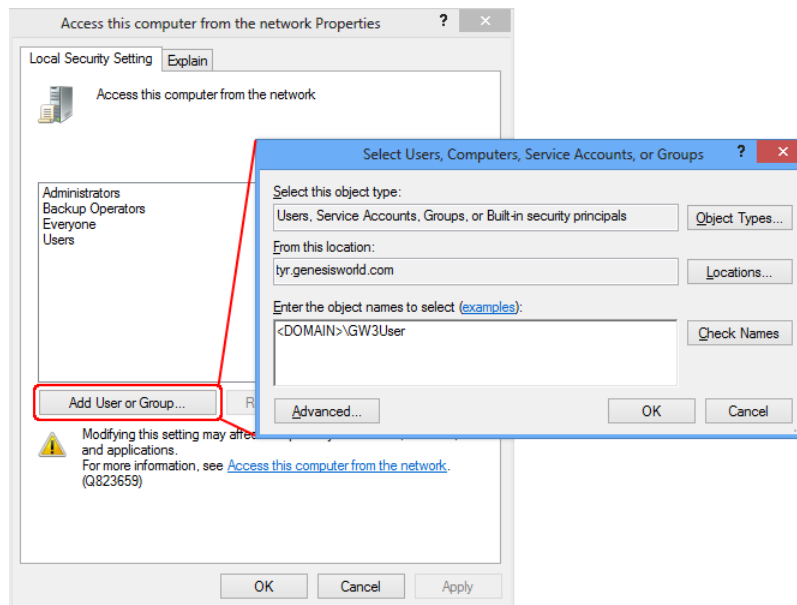 Access this computer from the network Properties
? ×
Local Security Setting
Explain
Access this computer from the network
Administrators
Backup Operators
Everyone
Users
Add User or Group...
R
Modifying this setting may affe
and applications.
For more information, see Access this computer from the network.
(Q823659)
OK
Cancel
Apply
Select Users, Computers, Service Accounts, or Groups
? ×
Select this object type:
Users, Service Accounts, Groups, or Built-in security principals
Object Types...
From this location:
tyr.genesisworld.com
Locations...
Enter the object names to select (examples):
<DOMAIN>\GW3User
Check Names
Advanced...
OK
Cancel